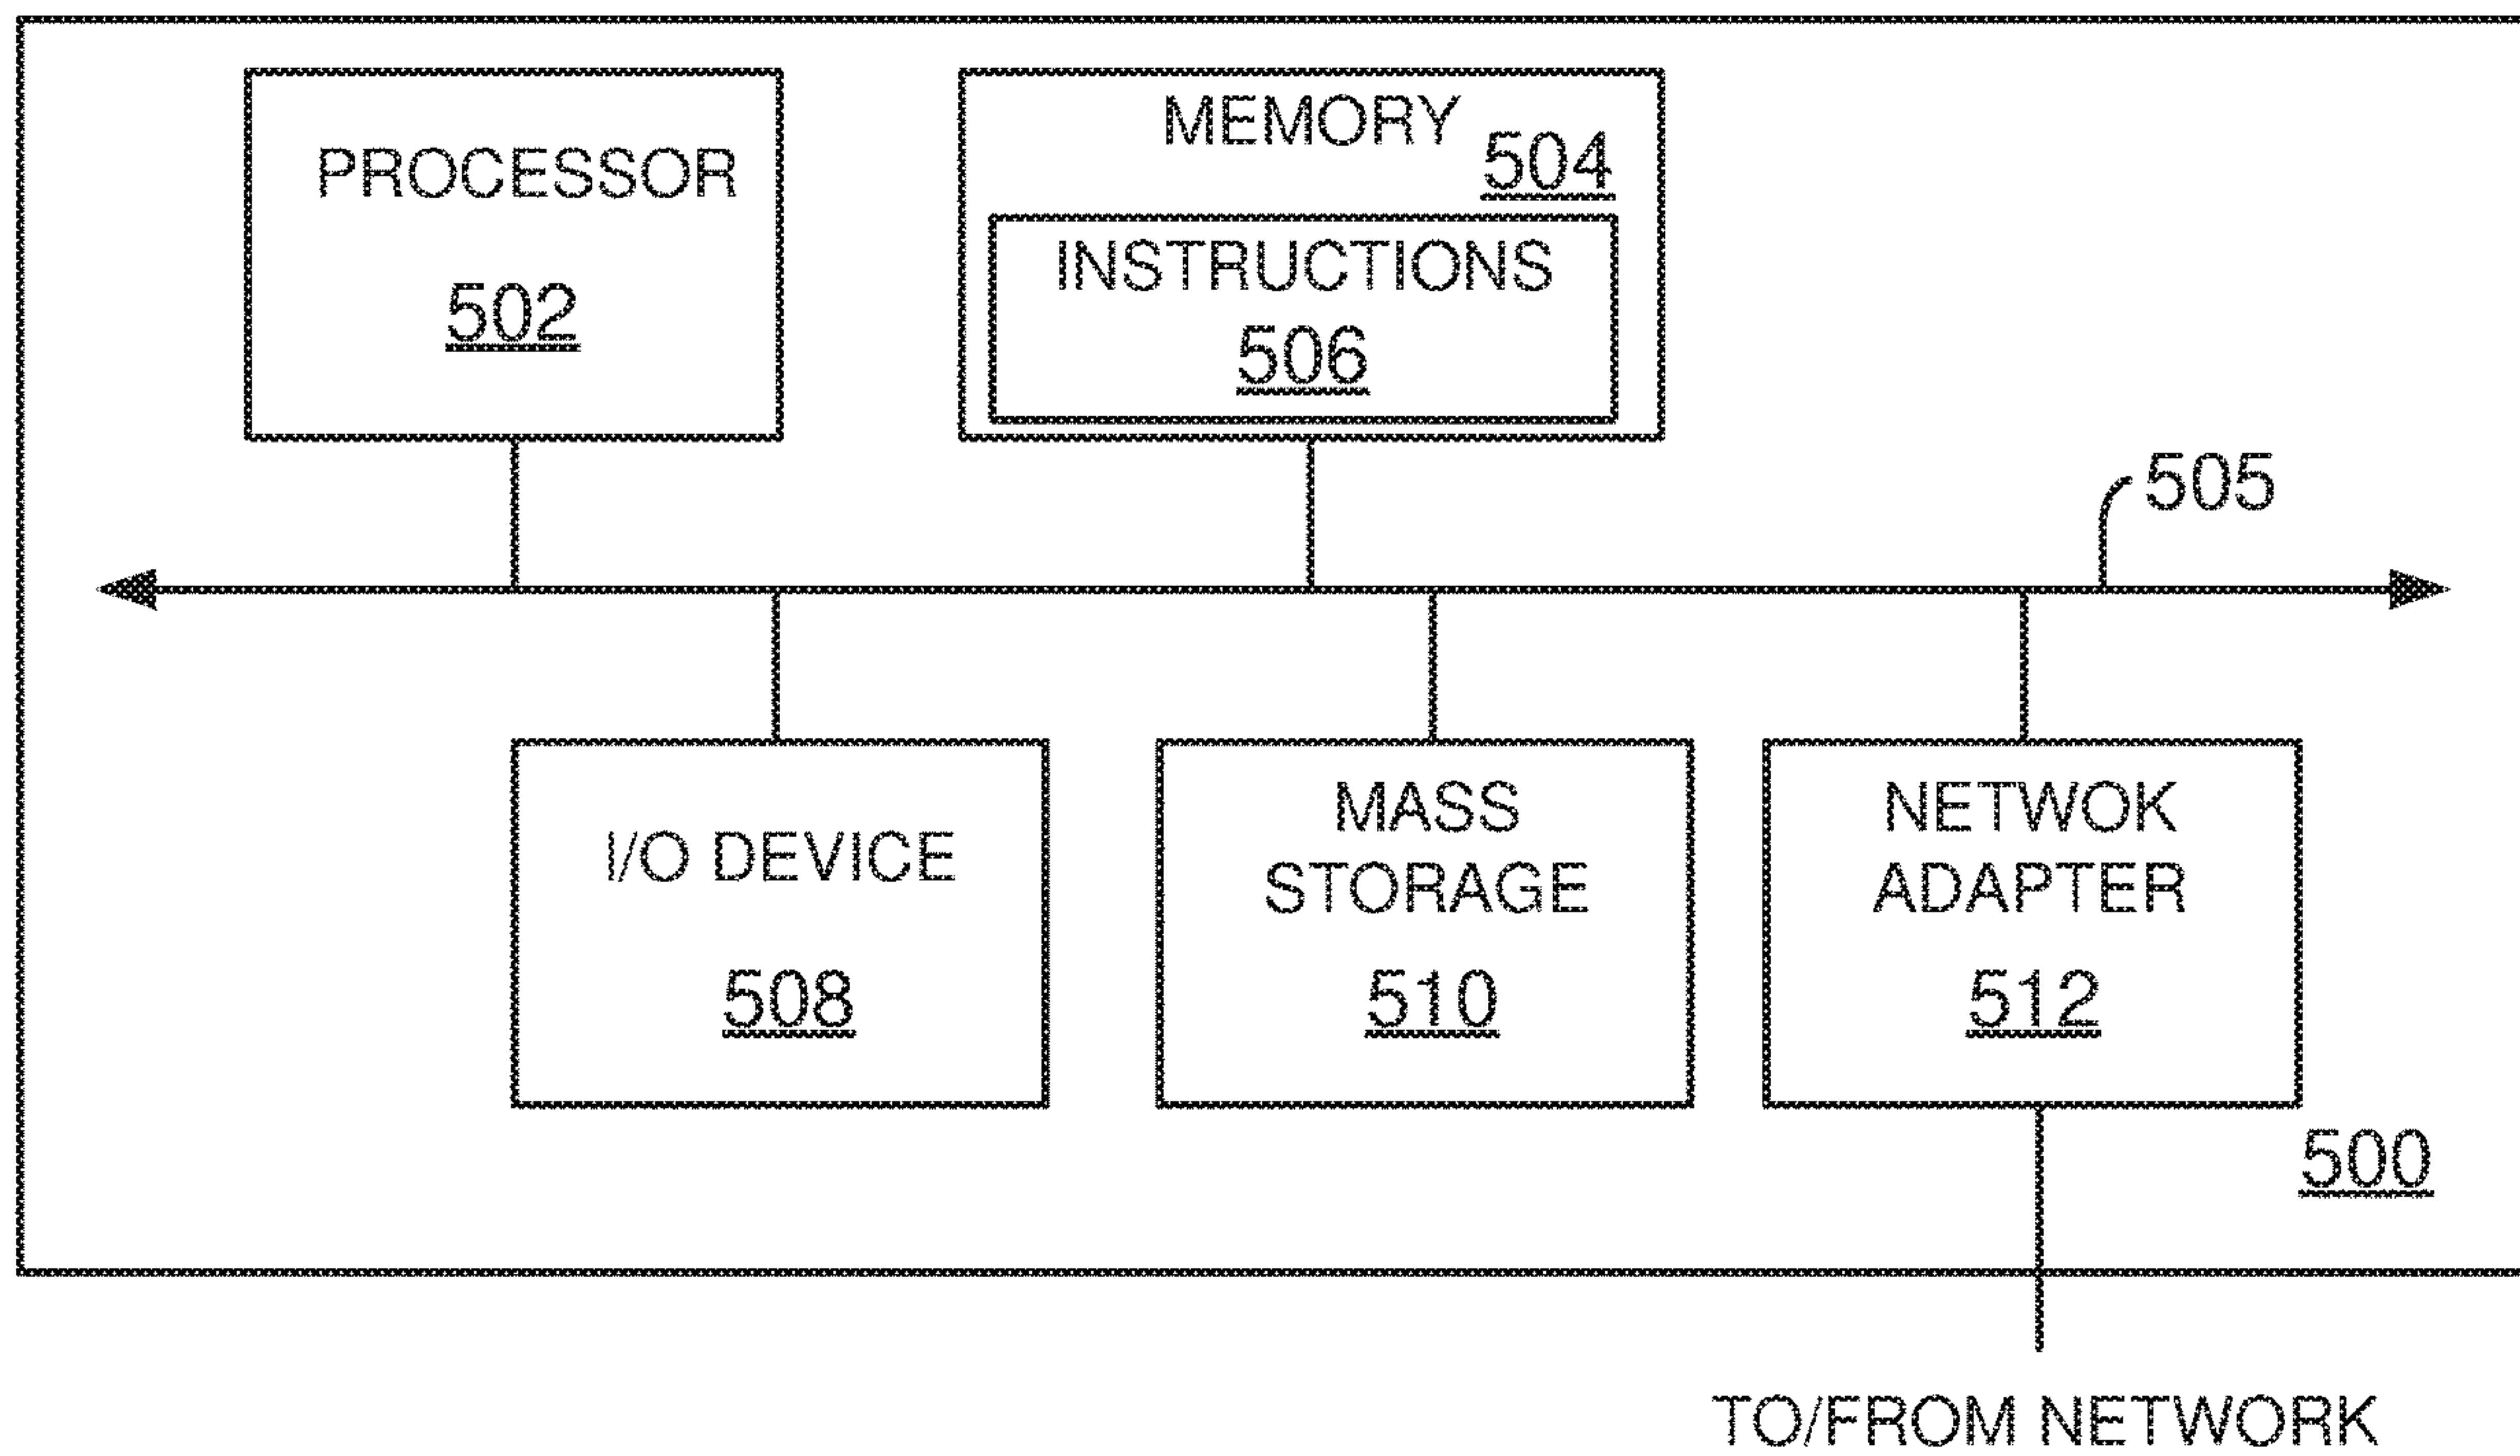 PROCESSOR
502
MEMORY
504
INSTRUCTIONS
506
505
I/O DEVICE
508
MASS
STORAGE
510
NETWOK
ADAPTER
512
500
TO/FROM NETWORK